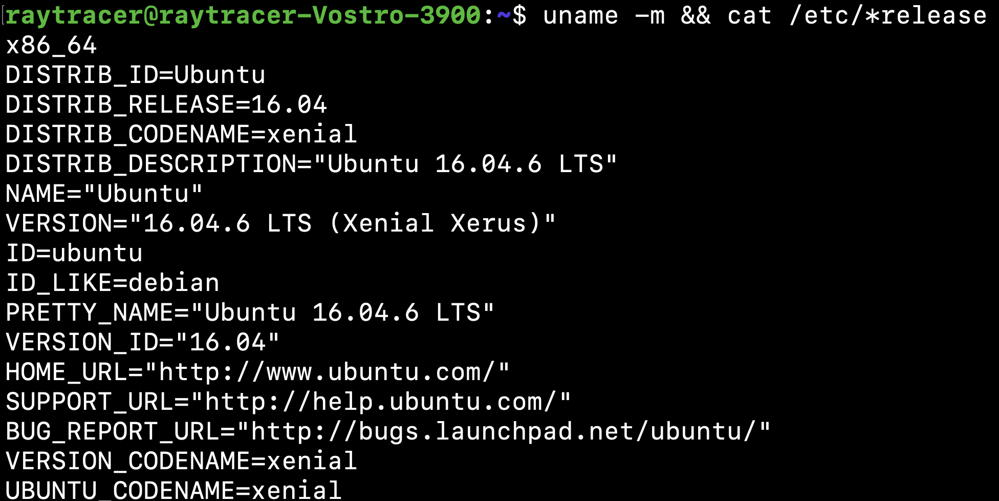 raytracer@raytracer-Vostro-3900:~$ uname -m && cat /etc/*release
x86_64
DISTRIB_ID=Ubuntu
DISTRIB_RELEASE=16.04
DISTRIB_CODENAME=xenial
DISTRIB_DESCRIPTION="Ubuntu 16.04.6 LTS"
NAME="Ubuntu"
VERSION="16.04.6 LTS (Xenial Xerus)"
ID=ubuntu
ID_LIKE=debian
PRETTY_NAME="Ubuntu 16.04.6 LTS"
VERSION_ID="16.04"
HOME_URL="http://www.ubuntu.com/"
SUPPORT_URL="http://help.ubuntu.com/"
BUG_REPORT_URL="http://bugs.launchpad.net/ubuntu/"
VERSION_CODENAME=xenial
UBUNTU_CODENAME=xenial